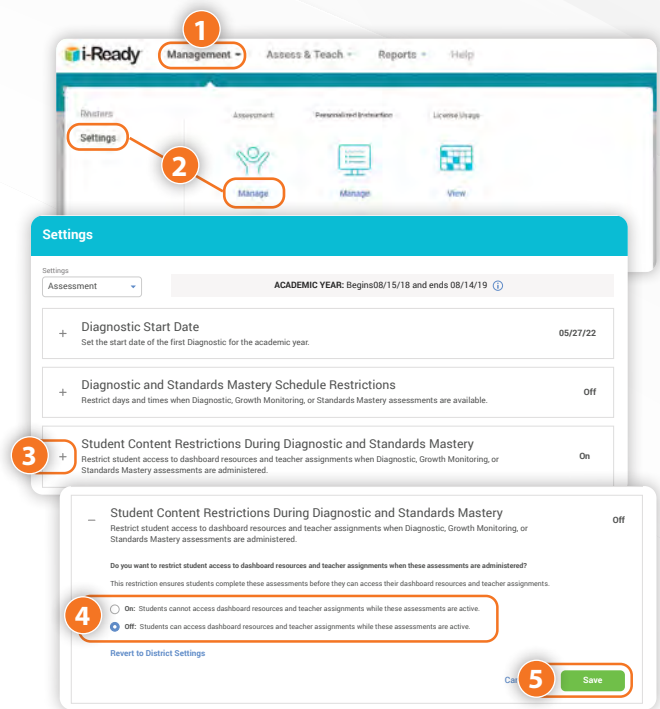 1
i-Ready Management Assess & Teach Reports Help
Rosters Assessment Personalized Instruction License Usage
Settings
2
Manage Manage View
Settings
Settings
Assessment ACADEMIC YEAR: Begins08/15/18 and ends 08/14/19
+ Diagnostic Start Date 05/27/22
Set the start date of the first Diagnostic for the academic year.
+ Diagnostic and Standards Mastery Schedule Restrictions Off
Restrict days and times when Diagnostic, Growth Monitoring, or Standards Mastery assessments are available.
3 + Student Content Restrictions During Diagnostic and Standards Mastery On
Restrict student access to dashboard resources and teacher assignments when Diagnostic, Growth Monitoring, or
Standards Mastery assessments are administered.
– Student Content Restrictions During Diagnostic and Standards Mastery Off
Restrict student access to dashboard resources and teacher assignments when Diagnostic, Growth Monitoring, or
Standards Mastery assessments are administered.
Do you want to restrict student access to dashboard resources and teacher assignments when these assessments are administered?
This restriction ensures students complete these assessments before they can access their dashboard resources and teacher assignments.
4
On: Students cannot access dashboard resources and teacher assignments while these assessments are active.
Off: Students can access dashboard resources and teacher assignments while these assessments are active.
Revert to District Settings
5 Save